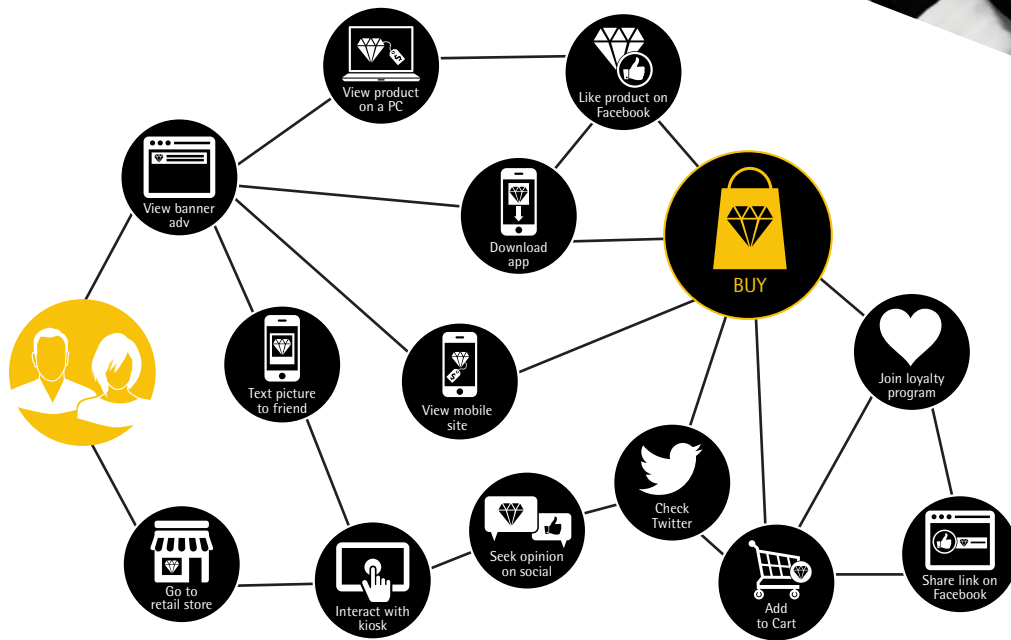 View product
on a PC
Like product on
Facebook
View banner
adv
Download
app
BUY
Text picture
to friend
View mobile
site
Join loyalty
program
Check
Twitter
Seek opinion
on social
Go to
retail store
Interact with
kiosk
Add
to Cart
Share link on
Facebook